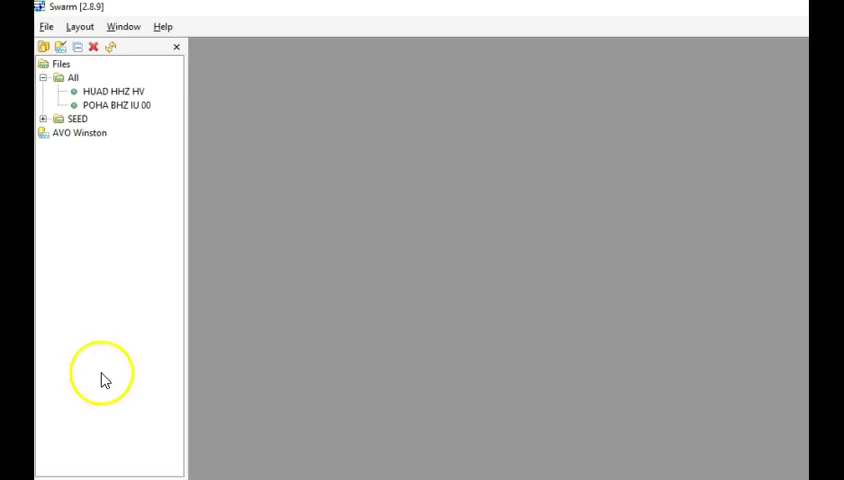 Swarm [2.8.9]
File Layout Window Help
Files
All
HUAD HHZ HV
POHA BHZ IU 00
SEED
AVO Winston